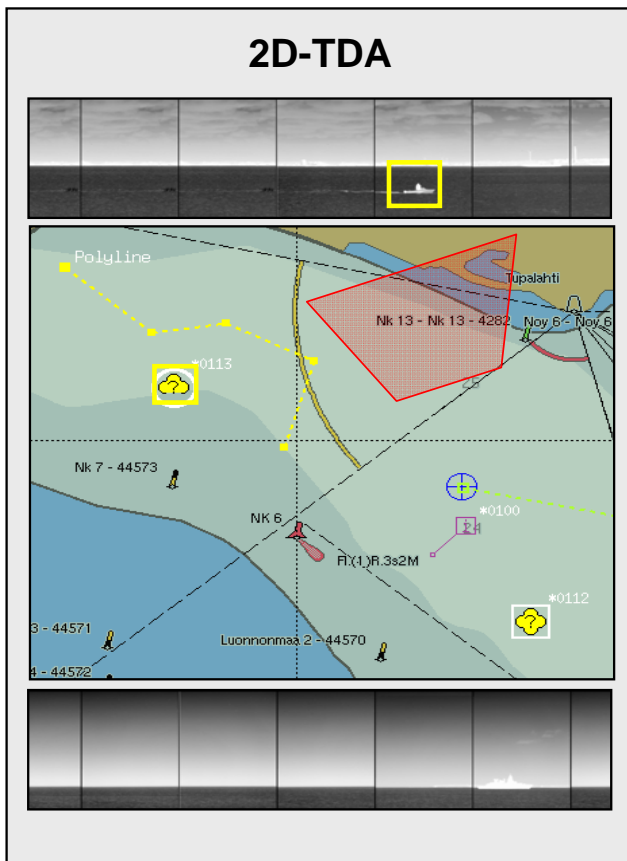 2D-TDA
Polyline
Tupalahti
Nk 13 - Nk 13 - 4282
Noy 6 - Noy 6
*0113
Nk 7 - 44573
NK 6
*0100
Fl.(1)R.3s2M
*0112
3 - 44571
Luonnonmaa 2 - 44570
4 - 44572